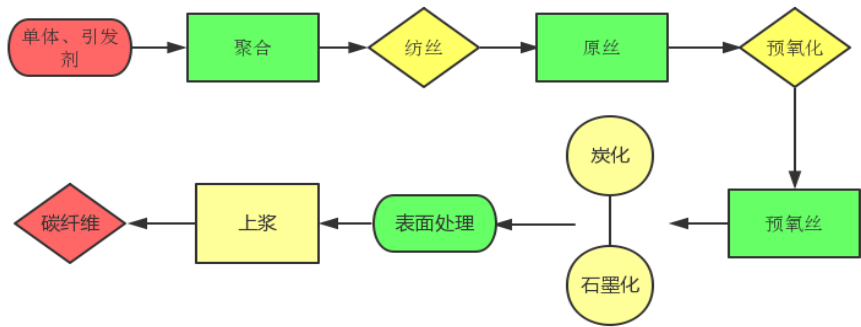 单体、引发
剂
聚合
纺丝
原丝
预氧化
预氧丝
炭化
石墨化
表面处理
上浆
碳纤维